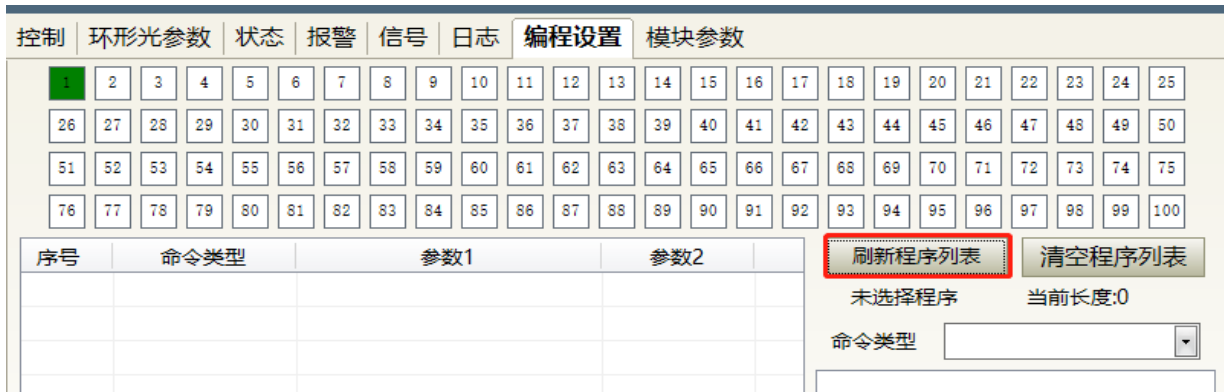 控制 环形光参数 状态 报警 信号 日志 编程设置 模块参数
1 2 3 4 5 6 7 8 9 10 11 12 13 14 15 16 17 18 19 20 21 22 23 24 25
26 27 28 29 30 31 32 33 34 35 36 37 38 39 40 41 42 43 44 45 46 47 48 49 50
51 52 53 54 55 56 57 58 59 60 61 62 63 64 65 66 67 68 69 70 71 72 73 74 75
76 77 78 79 80 81 82 83 84 85 86 87 88 89 90 91 92 93 94 95 96 97 98 99 100
序号 命令类型 参数1 参数2 刷新程序列表 清空程序列表
未选择程序 当前长度:0
命令类型